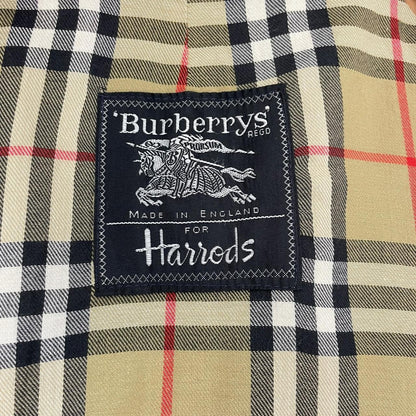 'Burberrys'
REGD
PRORSUM
MADE IN ENGLAND
FOR
Harrods